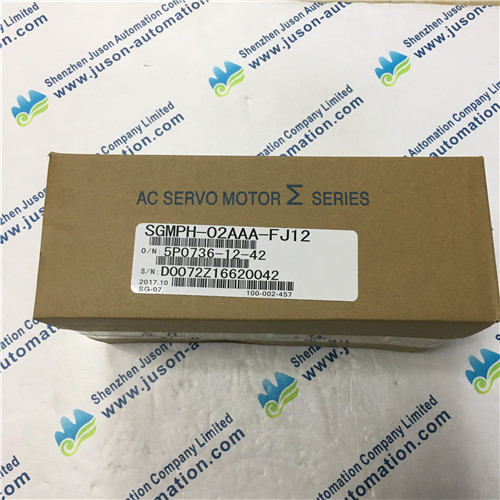 AC SERVO MOTOR Σ SERIES
SGMPH-02AAA-FJ12
O/N: 5P0736-12-42
S/N: D0072Z16620042
2017.10
SG-07 100-002-457
Shenzhen Juson Automation Company Limited
www.juson-automation.com